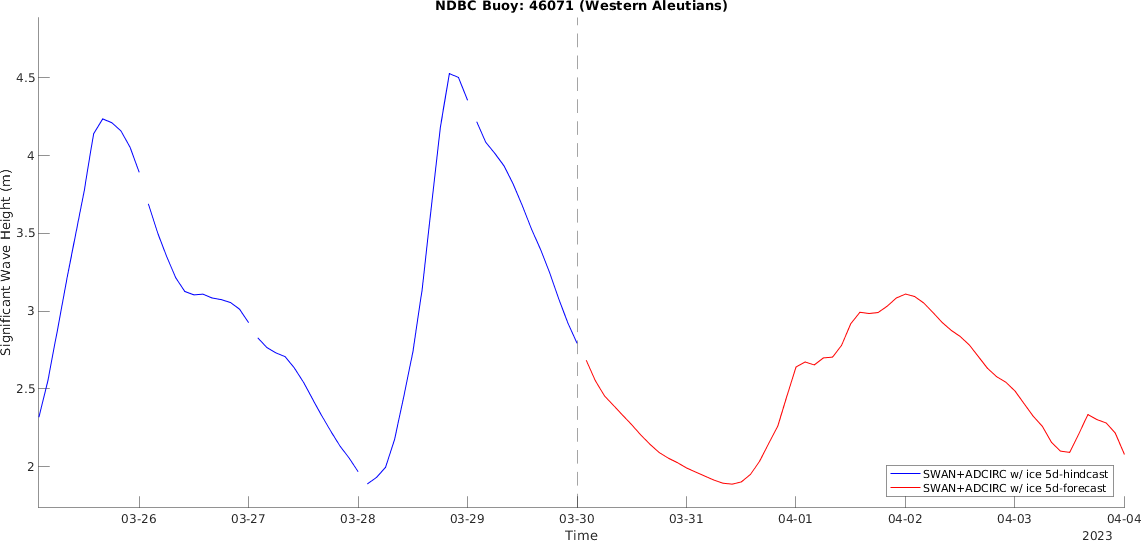 NDBC Buoy: 46071 (Western Aleutians)
4.5
4
3.5
3
2.5
2
Significant Wave Height (m)
SWAN+ADCIRC w/ ice 5d-hindcast
SWAN+ADCIRC w/ ice 5d-forecast
03-26 03-27 03-28 03-29 03-30 03-31 04-01 04-02 04-03 04-04
Time
2023